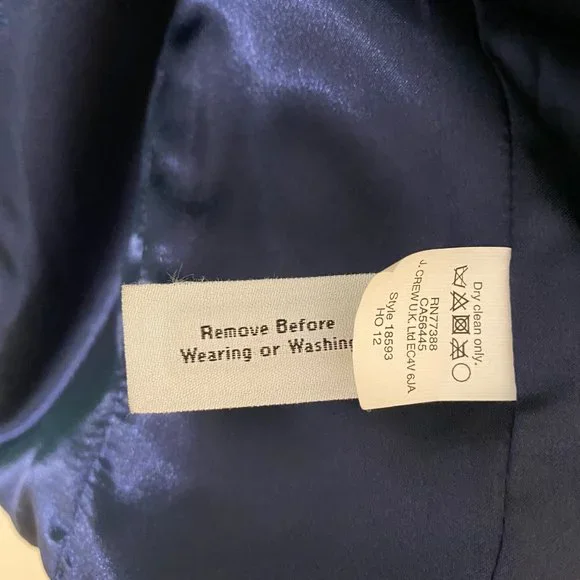 Remove Before
Wearing or Washing
Dry clean only.
RN77388
CA56445
J. CREW U.K. Ltd EC4V 6JA
Style 18593
HO 12